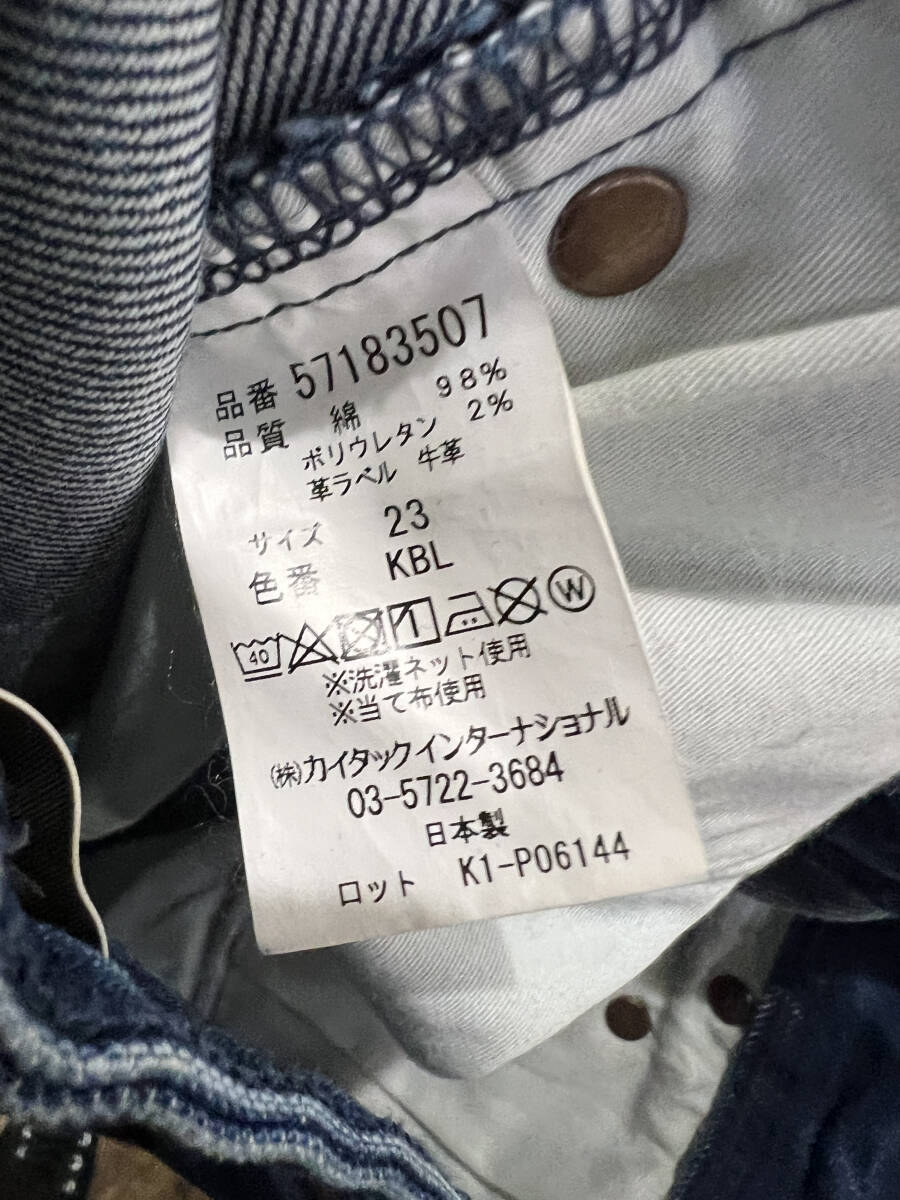 品番 57183507
品質 綿 98%
ポリウレタン 2%
革ラベル 牛革
サイズ 23
色番 KBL
40 W
※洗濯ネット使用
※当て布使用
㈱カイタックインターナショナル
03-5722-3684
日本製
ロット K1-P06144